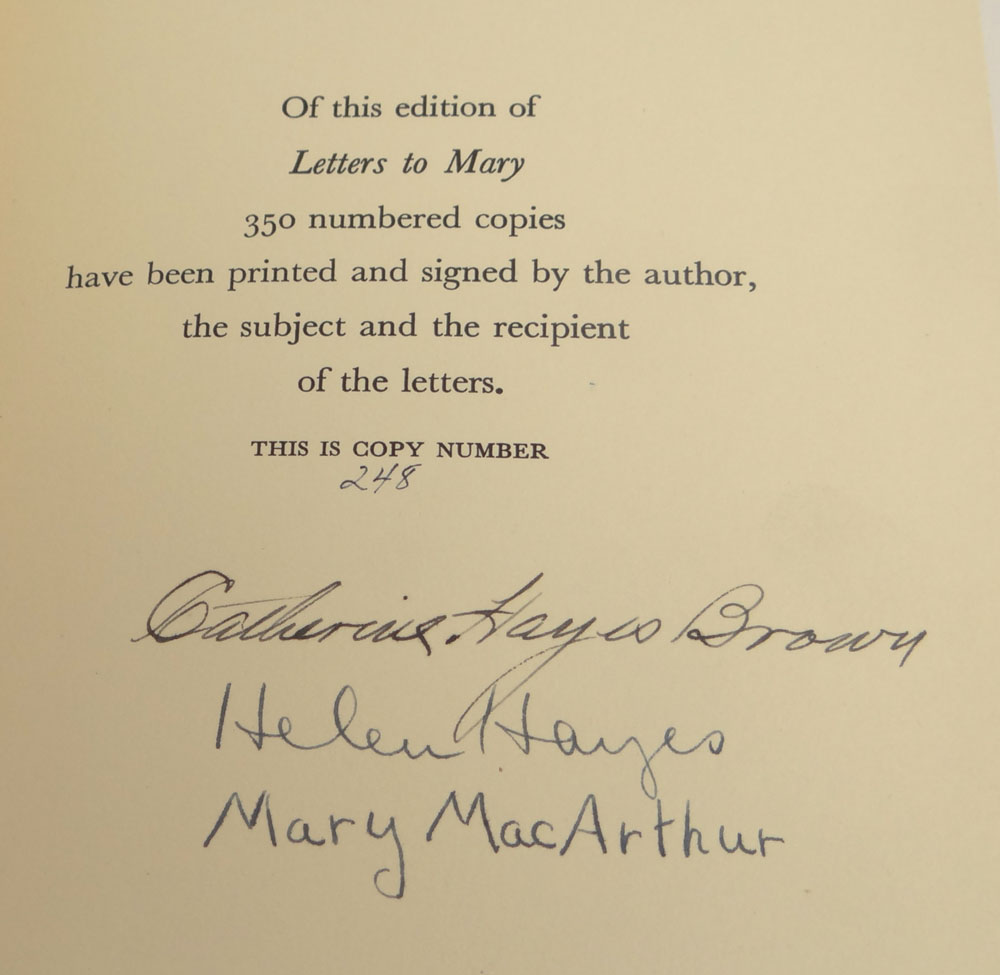 Of this edition of
Letters to Mary
350 numbered copies
have been printed and signed by the author,
the subject and the recipient
of the letters.
THIS IS COPY NUMBER
248
Catherine Hayes Brown
Helen Hayes
Mary MacArthur